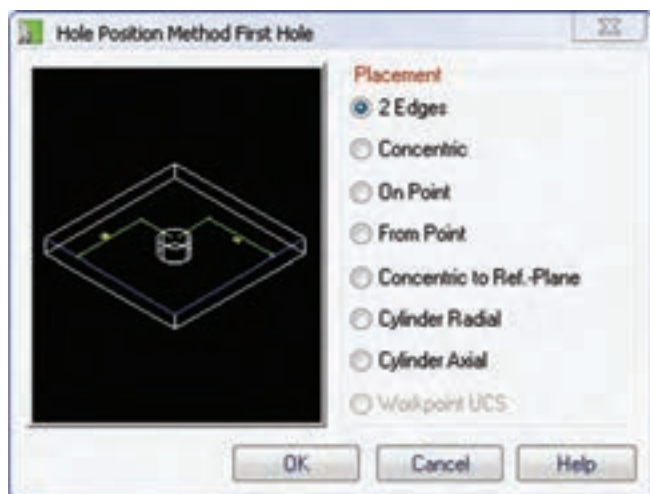 Hole Position Method First Hole
Placement
2 Edges
Concentric
On Point
From Point
Concentric to Ref.-Plane
Cylinder Radial
Cylinder Axial
Workpoint UCS
OK
Cancel
Help